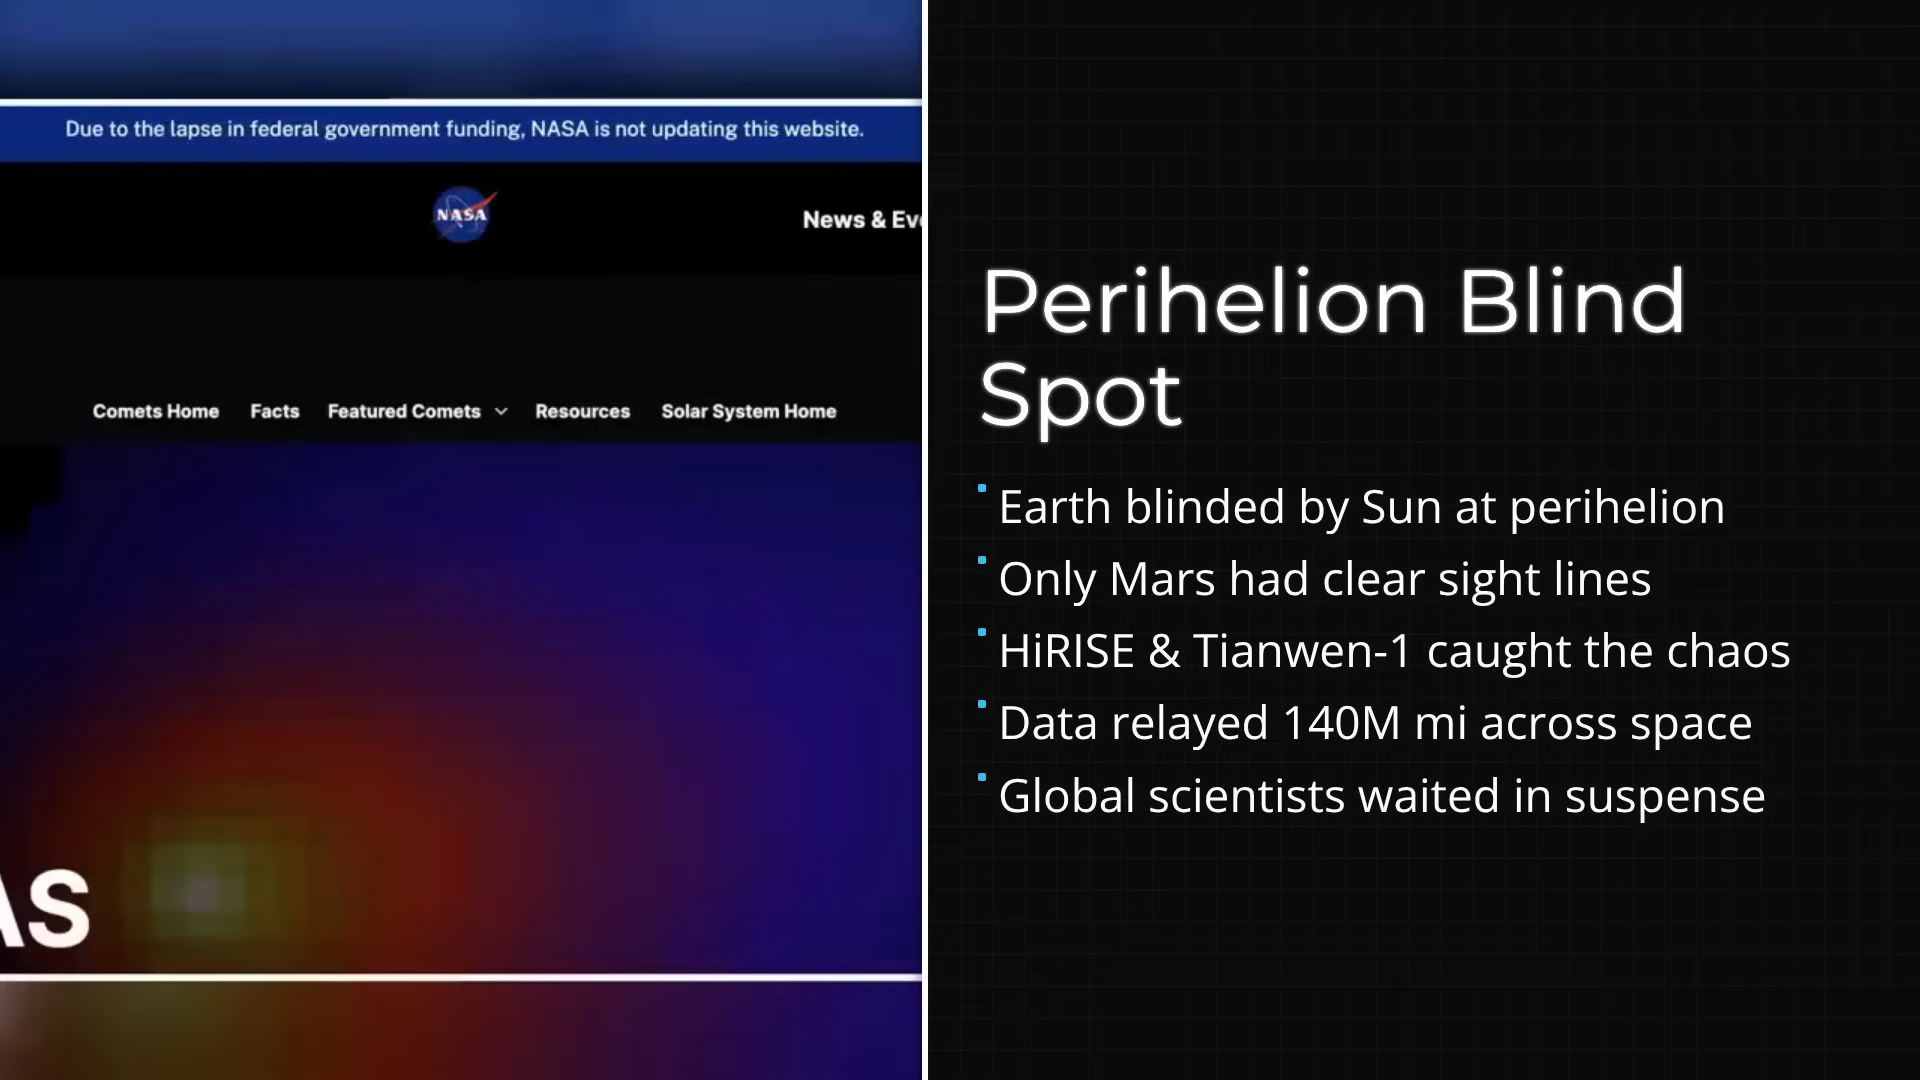 Due to the lapse in federal government funding, NASA is not updating this website.
NASA
News & Eve
Comets Home Facts Featured Comets Resources Solar System Home
AS
Perihelion Blind
Spot
Earth blinded by Sun at perihelion
Only Mars had clear sight lines
HiRISE & Tianwen-1 caught the chaos
Data relayed 140M mi across space
Global scientists waited in suspense